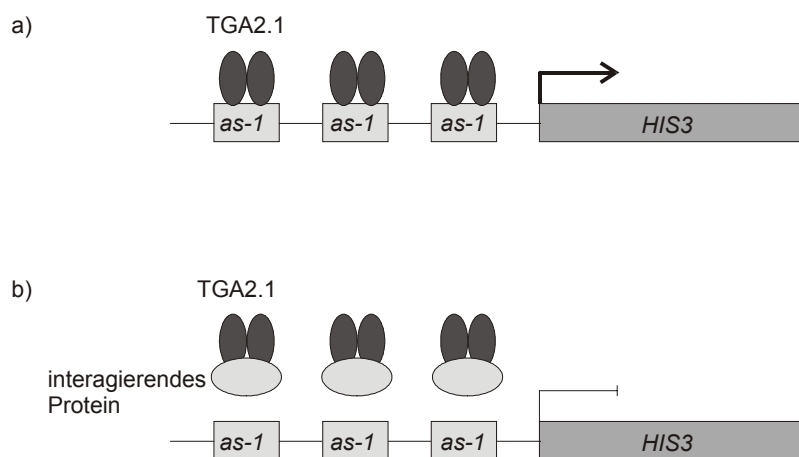 a)
TGA2.1
as-1 as-1 as-1 HIS3
b)
TGA2.1
interagierendes
Protein
as-1 as-1 as-1 HIS3